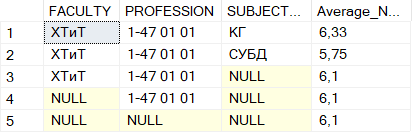 FACULTY PROFESSION SUBJECT... Average_N...
1 ХТиТ 1-47 01 01 КГ 6,33
2 ХТиТ 1-47 01 01 СУБД 5,75
3 ХТиТ 1-47 01 01 NULL 6,1
4 NULL 1-47 01 01 NULL 6,1
5 NULL NULL NULL 6,1